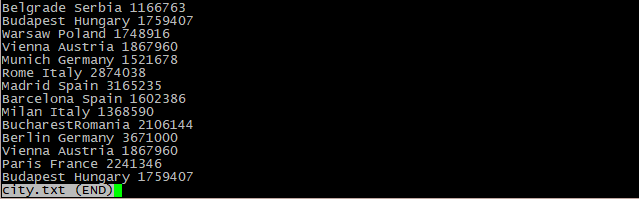 Belgrade Serbia 1166763
Budapest Hungary 1759407
Warsaw Poland 1748916
Vienna Austria 1867960
Munich Germany 1521678
Rome Italy 2874038
Madrid Spain 3165235
Barcelona Spain 1602386
Milan Italy 1368590
BucharestRomania 2106144
Berlin Germany 3671000
Vienna Austria 1867960
Paris France 2241346
Budapest Hungary 1759407
city.txt (END)